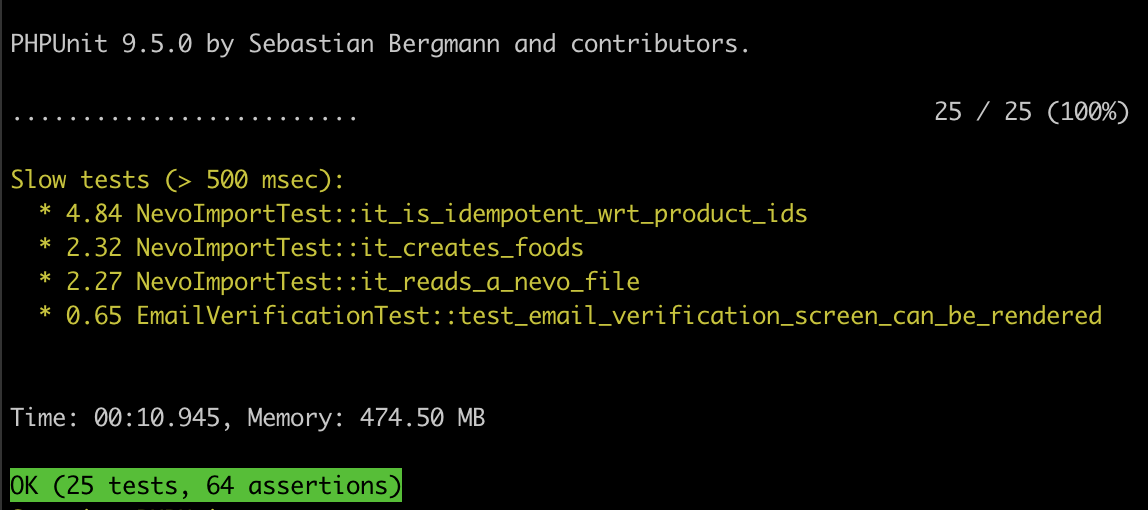 PHPUnit 9.5.0 by Sebastian Bergmann and contributors.
......................... 25 / 25 (100%)
Slow tests (> 500 msec):
* 4.84 NevoImportTest::it_is_idempotent_wrt_product_ids
* 2.32 NevoImportTest::it_creates_foods
* 2.27 NevoImportTest::it_reads_a_nevo_file
* 0.65 EmailVerificationTest::test_email_verification_screen_can_be_rendered
Time: 00:10.945, Memory: 474.50 MB
OK (25 tests, 64 assertions)